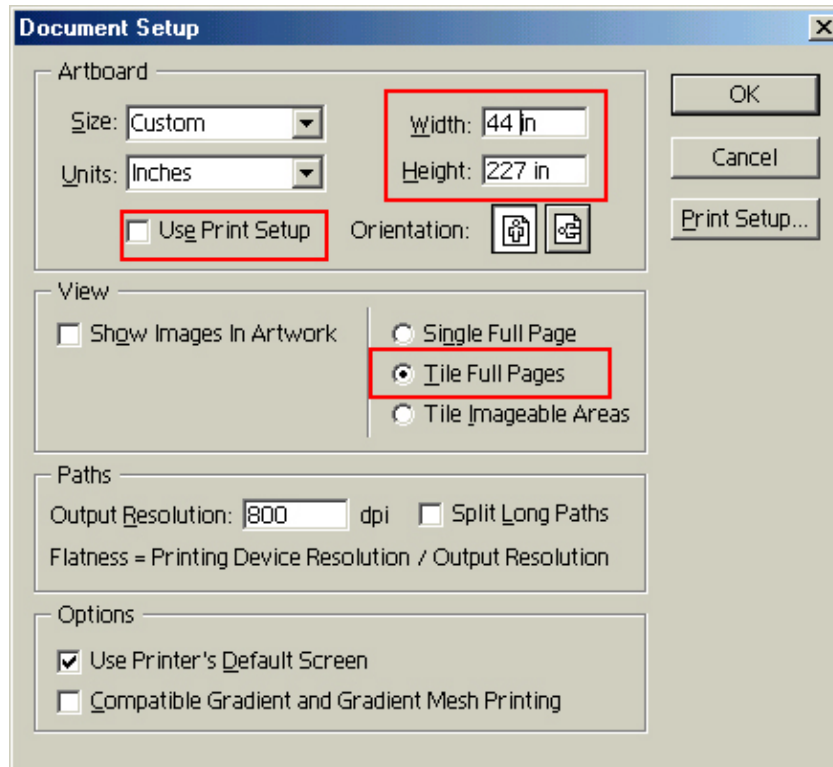 Document Setup
Artboard
Size: Custom
Width: 44 in
Units: Inches
Height: 227 in
Use Print Setup
Orientation:
OK
Cancel
Print Setup...
View
Show Images In Artwork
Single Full Page
Tile Full Pages
Tile Imageable Areas
Paths
Output Resolution: 800 dpi
Split Long Paths
Flatness = Printing Device Resolution / Output Resolution
Options
Use Printer's Default Screen
Compatible Gradient and Gradient Mesh Printing